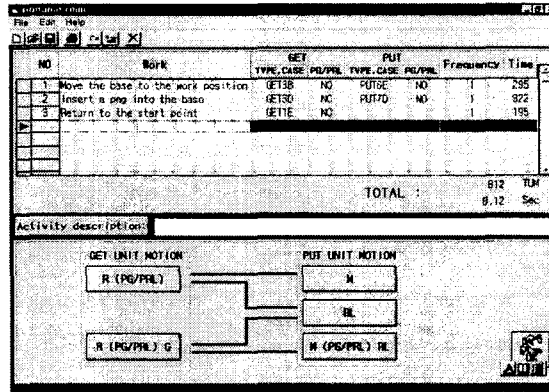 File Edit Help
NO Work GET PUT Frequency Time
TYPE.CASE PG/PRL TYPE.CASE PG/PRL
1 Move the base to the work position GET3B NO PUT6E NO 1 295
2 Insert a png into the base GET3D NO PUT7D NO 1 322
3 Return to the start point GET1E NO 1 195
TOTAL : 812 TUM
8.12 Sec
Activity description
GET UNIT MOTION PUT UNIT MOTION
R (PG/PRL) M
RL
R (PG/PRL) G M (PG/PRL) RL